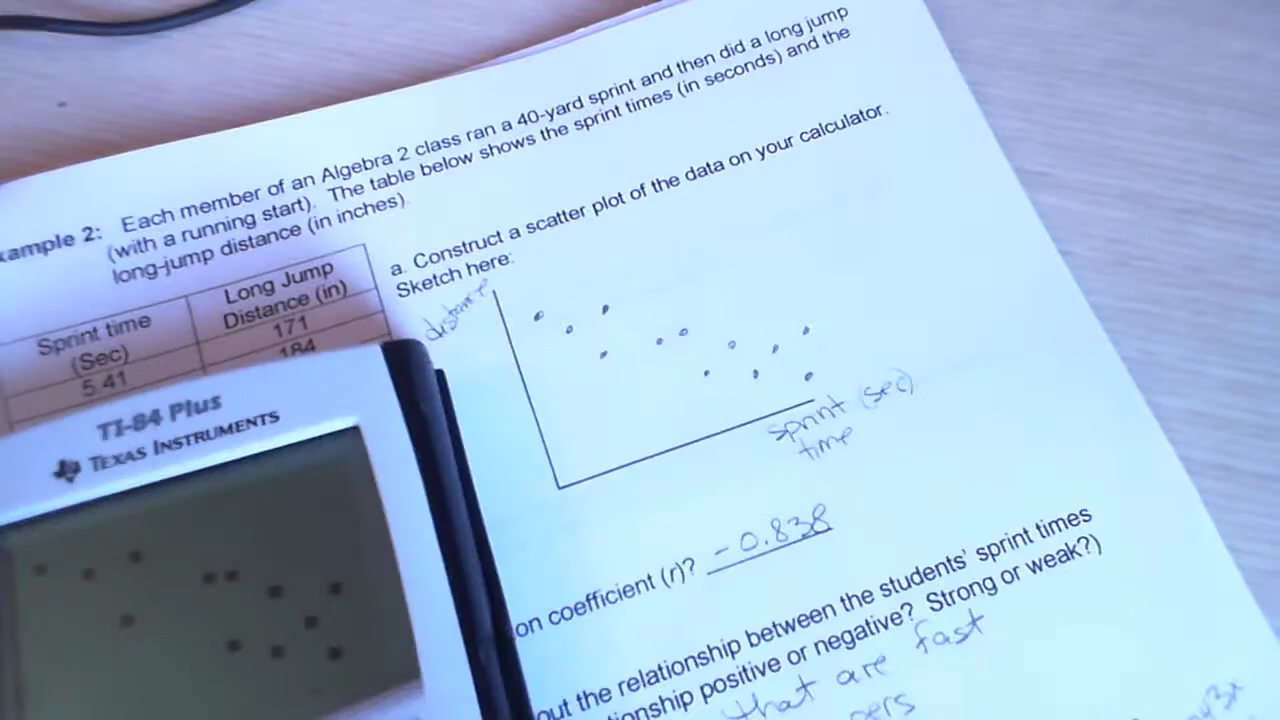 xample 2: Each member of an Algebra 2 class ran a 40-yard sprint and then did a long jump
(with a running start). The table below shows the sprint times (in seconds) and the
long-jump distance (in inches)
Sprint time
(Sec)
Long Jump
Distance (in)
171
184
5.41
a. Construct a scatter plot of the data on your calculator.
Sketch here:
distance
sprint (sec)
time
on coefficient (r)? - 0.838
out the relationship between the students' sprint times
ionship positive or negative? Strong or weak?)
that are fast
TI-84 Plus
TEXAS INSTRUMENTS